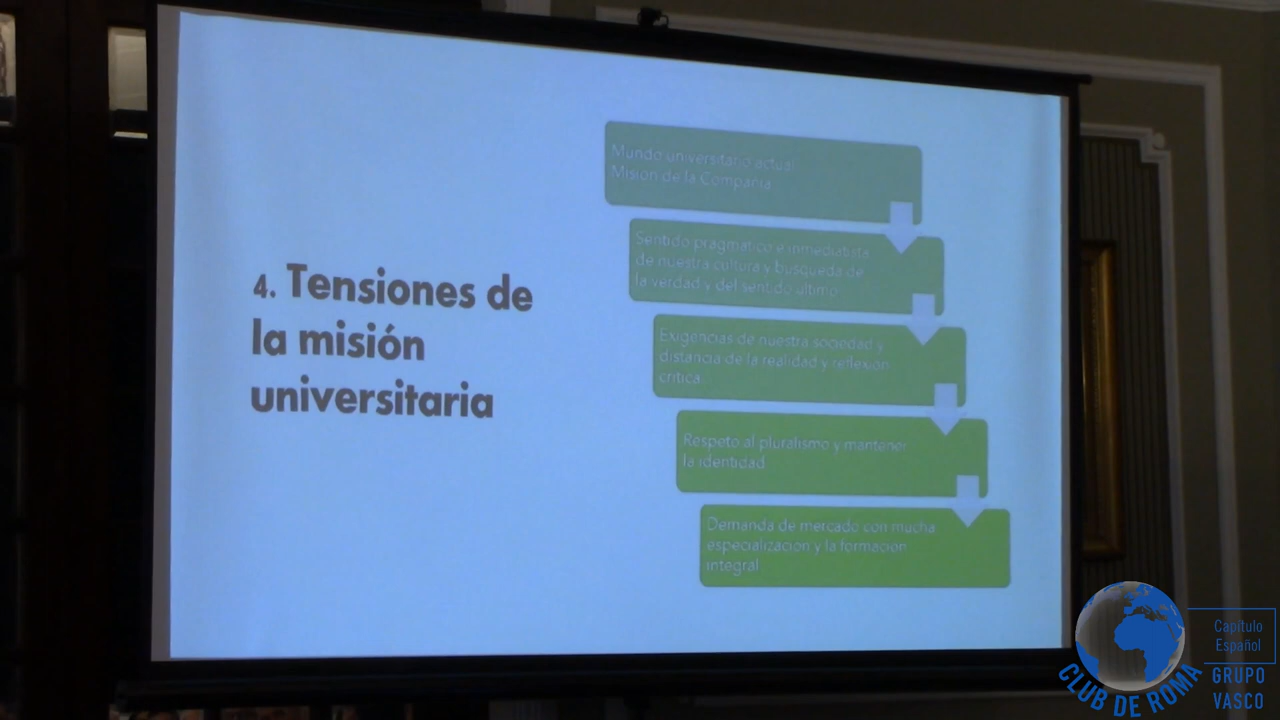 4. Tensiones de
la misión
universitaria
Mundo universitario actual
Misión de la Compañía
Sentido pragmático e inmediatista
de nuestra cultura y búsqueda de
la verdad y del sentido último
Exigencias de nuestra sociedad y
distancia de la realidad y reflexión
crítica
Respeto al pluralismo y mantener
la identidad
Demanda de mercado con mucha
especialización y la formación
integral
Capítulo
Español
CLUB DE ROMA
GRUPO
VASCO